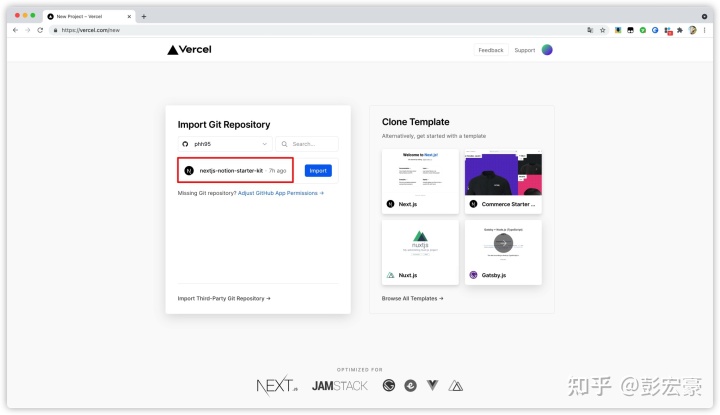 New Project – Vercel
https://vercel.com/new
Vercel
Feedback
Support
Import Git Repository
phh95
Search...
nextjs-notion-starter-kit · 7h ago
Import
Missing Git repository? Adjust GitHub App Permissions →
Import Third-Party Git Repository →
Clone Template
Alternatively, get started with a template
Welcome to Next.js!
Next.js
Commerce Starter ...
nuxtjs
Nuxt.js
Gatsby.js
Browse All Templates →
OPTIMIZED FOR
NEXT.JS
JAMSTACK
知乎 @彭宏豪